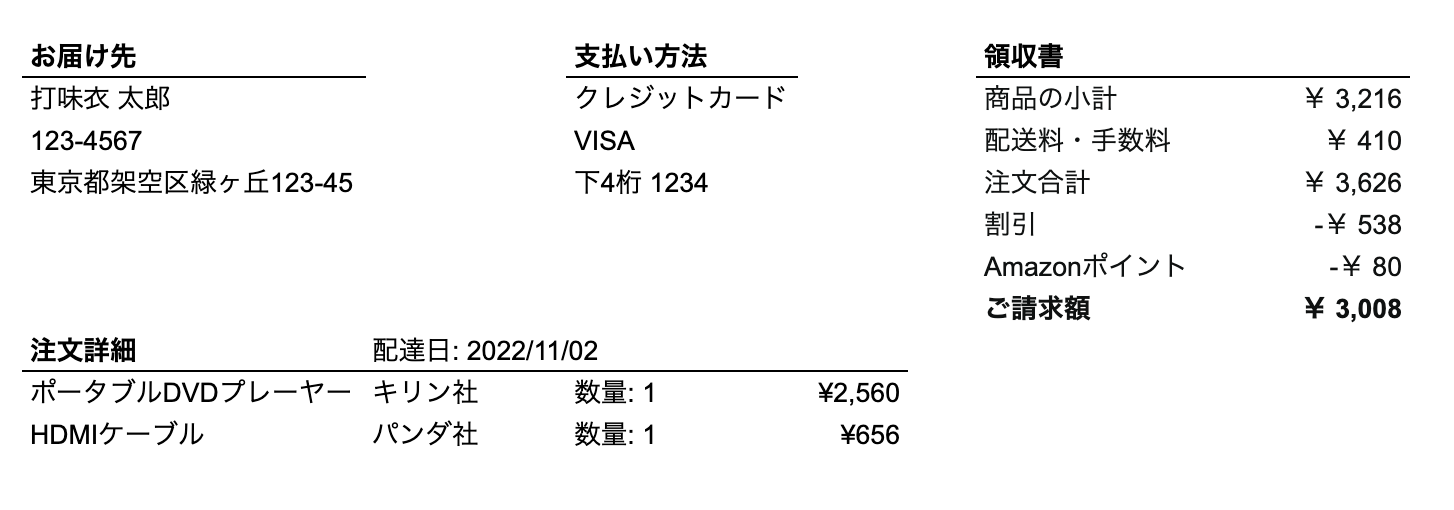 お届け先
打味衣 太郎
123-4567
東京都架空区緑ヶ丘123-45
支払い方法
クレジットカード
VISA
下4桁 1234
領収書
商品の小計 ￥ 3,216
配送料・手数料 ￥ 410
注文合計 ￥ 3,626
割引 -￥ 538
Amazonポイント -￥ 80
ご請求額 ￥ 3,008
注文詳細 配達日: 2022/11/02
ポータブルDVDプレーヤー キリン社 数量: 1 ¥2,560
HDMIケーブル パンダ社 数量: 1 ¥656